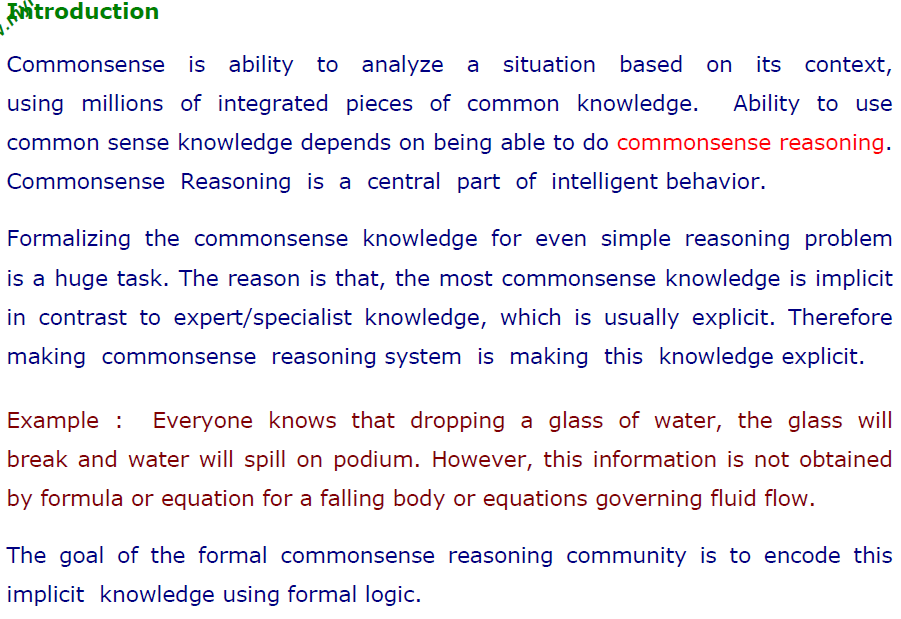 Introduction
Commonsense is ability to analyze a situation based on its context,
using millions of integrated pieces of common knowledge. Ability to use
common sense knowledge depends on being able to do commonsense reasoning.
Commonsense Reasoning is a central part of intelligent behavior.
Formalizing the commonsense knowledge for even simple reasoning problem
is a huge task. The reason is that, the most commonsense knowledge is implicit
in contrast to expert/specialist knowledge, which is usually explicit. Therefore
making commonsense reasoning system is making this knowledge explicit.
Example : Everyone knows that dropping a glass of water, the glass will
break and water will spill on podium. However, this information is not obtained
by formula or equation for a falling body or equations governing fluid flow.
The goal of the formal commonsense reasoning community is to encode this
implicit knowledge using formal logic.